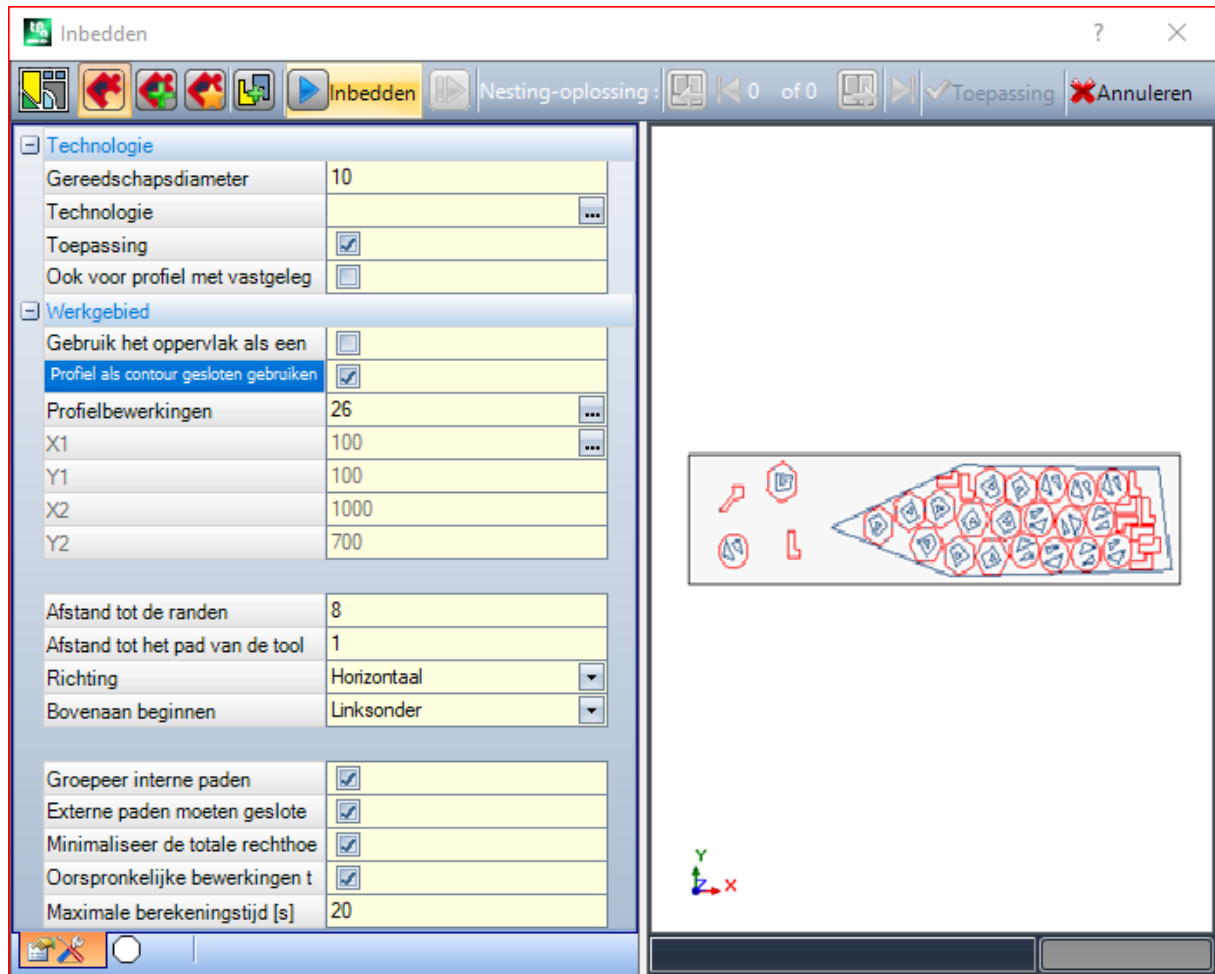 Inbedden
?
Inbedden Nesting-oplossing : 0 of 0 Toepassing Annuleren
Technologie
Gereedschapsdiameter 10
Technologie ...
Toepassing
Ook voor profiel met vastgeleg
Werkgebied
Gebruik het oppervlak als een
Profiel als contour gesloten gebruiken
Profielbewerkingen 26 ...
X1 100 ...
Y1 100
X2 1000
Y2 700
Afstand tot de randen 8
Afstand tot het pad van de tool 1
Richting Horizontaal
Bovenaan beginnen Linksonder
Groepeer interne paden
Externe paden moeten geslote
Minimaliseer de totale rechthoe
Oorspronkelijke bewerkingen t
Maximale berekeningstijd [s] 20
Y
Z X